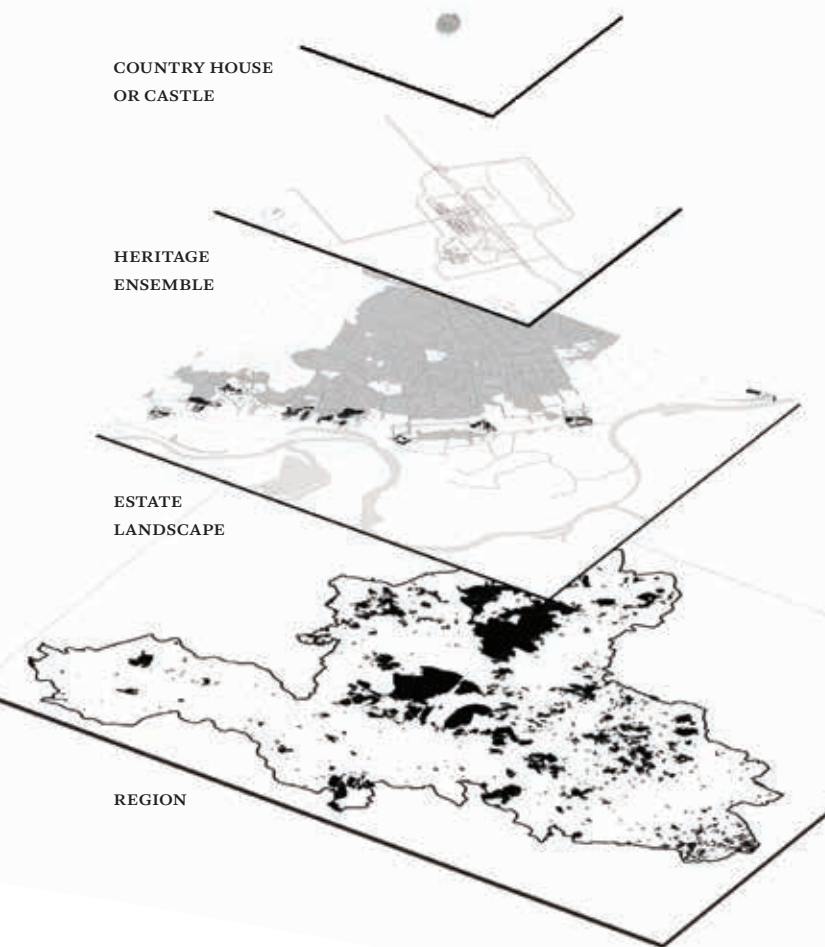 COUNTRY HOUSE
OR CASTLE
HERITAGE
ENSEMBLE
ESTATE
LANDSCAPE
REGION